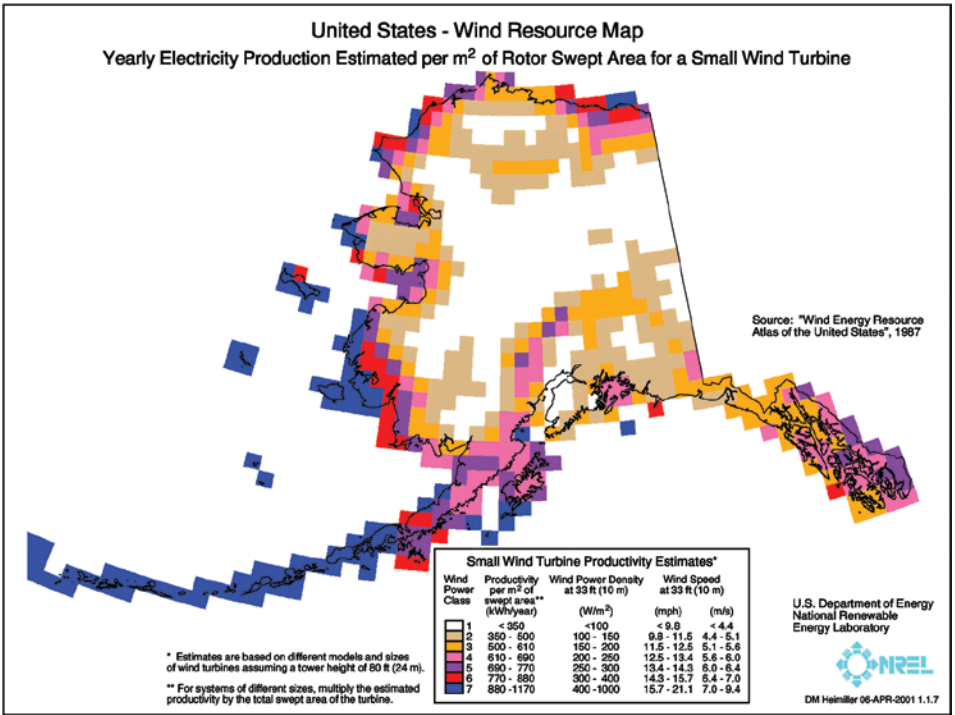 United States - Wind Resource Map
Yearly Electricity Production Estimated per m² of Rotor Swept Area for a Small Wind Turbine
Source: "Wind Energy Resource
Atlas of the United States", 1987
Small Wind Turbine Productivity Estimates*
Wind Power Class Productivity per m² of swept area** (kWh/year) Wind Power Density at 33 ft (10 m) (W/m²) Wind Speed at 33 ft (10 m) (mph) (m/s)
1 < 350 <100 < 9.8 < 4.4
2 350 - 500 100 - 150 9.8 - 11.5 4.4 - 5.1
3 500 - 610 150 - 200 11.5 - 12.5 5.1 - 5.6
4 610 - 690 200 - 250 12.5 - 13.4 5.6 - 6.0
5 690 - 770 250 - 300 13.4 - 14.3 6.0 - 6.4
6 770 - 880 300 - 400 14.3 - 15.7 6.4 - 7.0
7 880 - 1170 400 - 1000 15.7 - 21.1 7.0 - 9.4
* Estimates are based on different models and sizes
of wind turbines assuming a tower height of 80 ft (24 m).
** For systems of different sizes, multiply the estimated
productivity by the total swept area of the turbine.
U.S. Department of Energy
National Renewable
Energy Laboratory
NREL
DM Heimiller 06-APR-2001 1.1.7